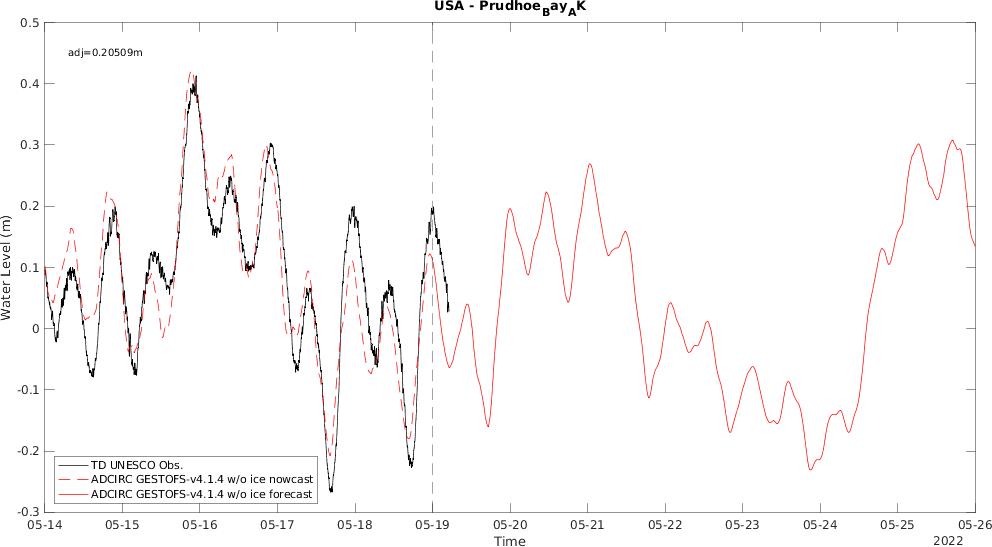 USA - Prudhoe_Bay_AK
adj=0.20509m
0.5
0.4
0.3
0.2
0.1
0
-0.1
-0.2
-0.3
Water Level (m)
TD UNESCO Obs.
ADCIRC GESTOFS-v4.1.4 w/o ice nowcast
ADCIRC GESTOFS-v4.1.4 w/o ice forecast
05-14 05-15 05-16 05-17 05-18 05-19 05-20 05-21 05-22 05-23 05-24 05-25 05-26
Time
2022